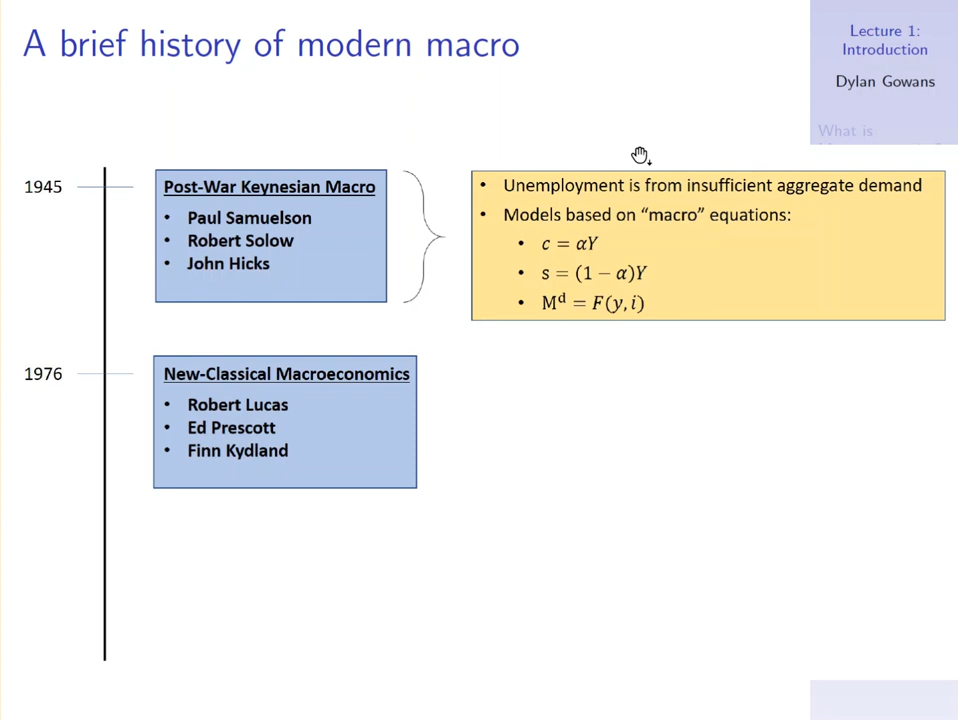 A brief history of modern macro
Lecture 1:
Introduction
Dylan Gowans
What is
1945
Post-War Keynesian Macro
• Paul Samuelson
• Robert Solow
• John Hicks
• Unemployment is from insufficient aggregate demand
• Models based on “macro” equations:
• c = αY
• s = (1 − α)Y
• Mᵈ = F(y, i)
1976
New-Classical Macroeconomics
• Robert Lucas
• Ed Prescott
• Finn Kydland